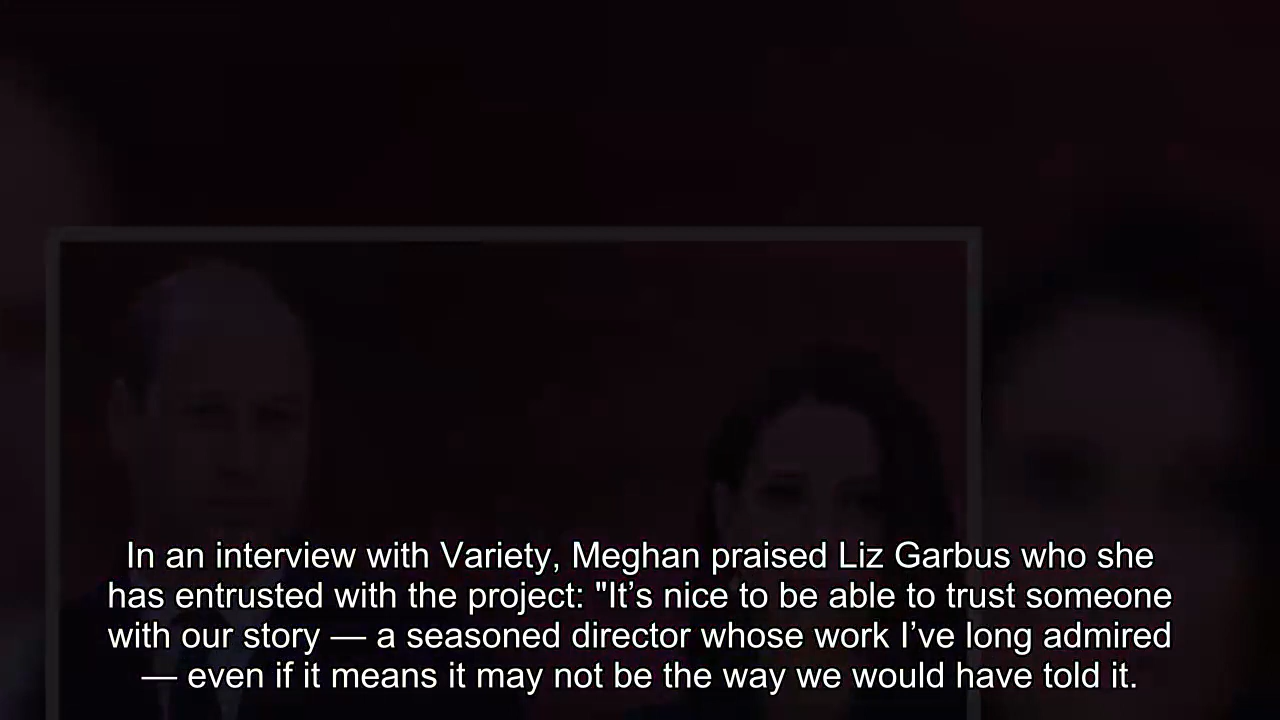 In an interview with Variety, Meghan praised Liz Garbus who she
has entrusted with the project: "It’s nice to be able to trust someone
with our story — a seasoned director whose work I’ve long admired
— even if it means it may not be the way we would have told it.